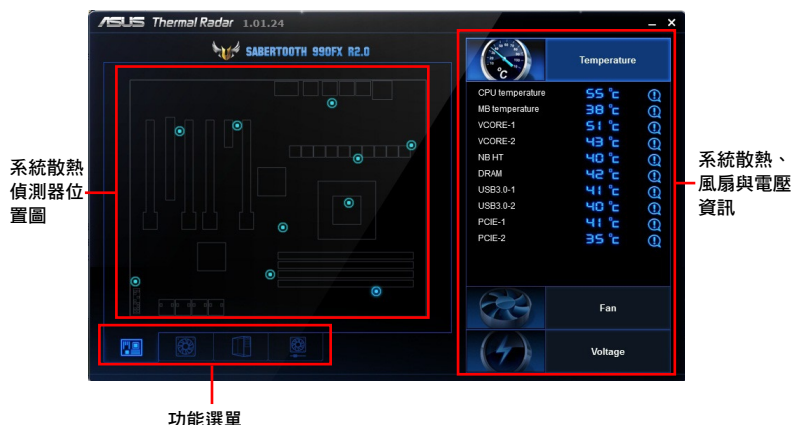 ASUS Thermal Radar 1.01.24
SABERTOOTH 990FX R2.0
°C
Temperature
CPU temperature 55 °c
MB temperature 38 °c
VCORE-1 51 °c
VCORE-2 43 °c
NB HT 40 °c
DRAM 42 °c
USB3.0-1 41 °c
USB3.0-2 40 °c
PCIE-1 41 °c
PCIE-2 35 °c
Fan
Voltage
系統散熱
偵測器位
置圖
系統散熱、
風扇與電壓
資訊
功能選單